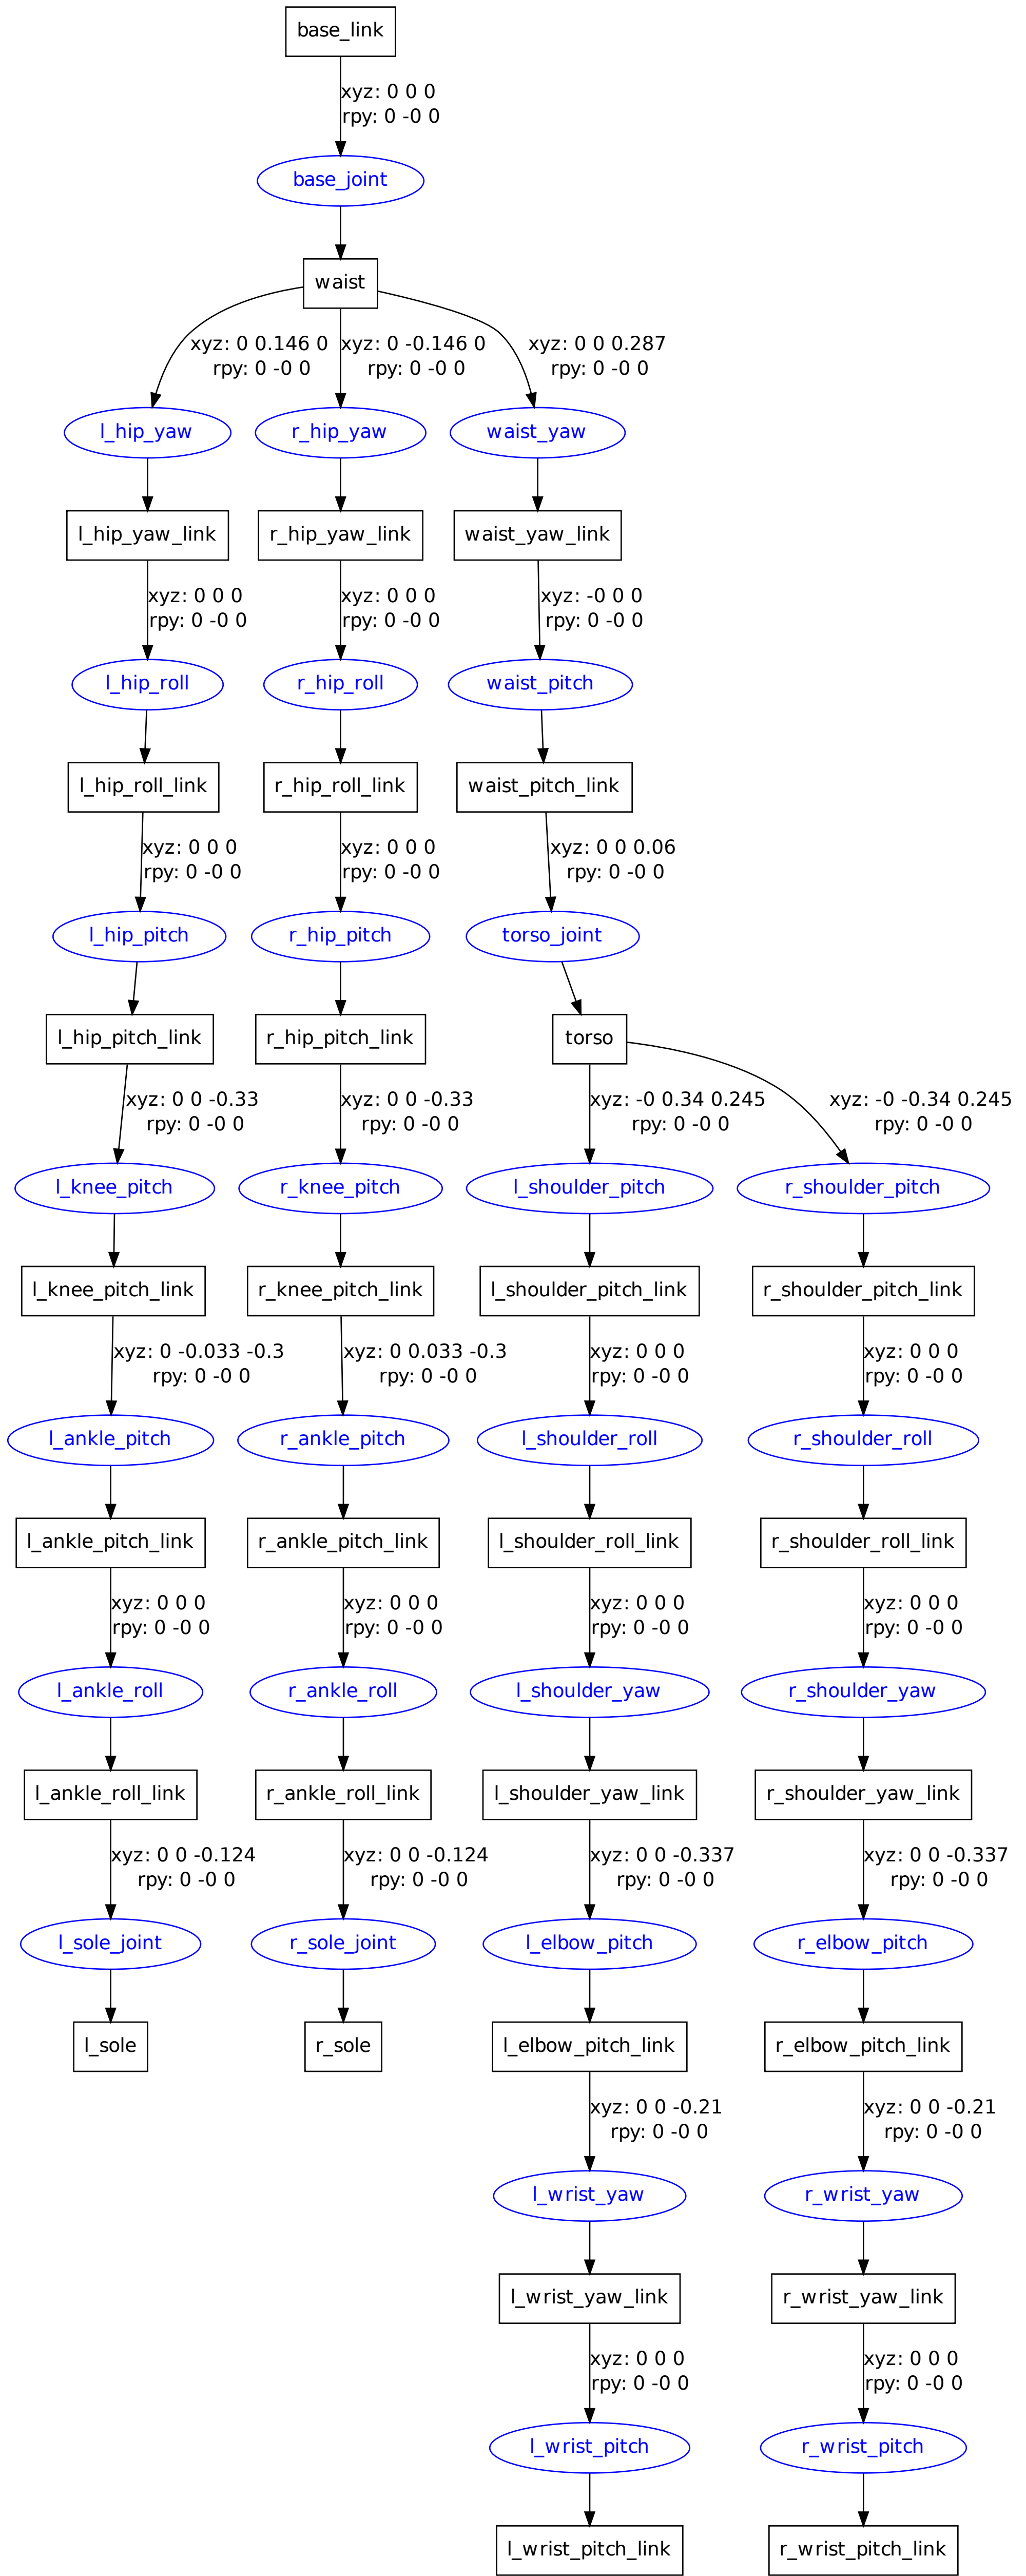 base_link
xyz: 0 0 0
rpy: 0 -0 0
base_joint
waist
xyz: 0 0.146 0
rpy: 0 -0 0
xyz: 0 -0.146 0
rpy: 0 -0 0
xyz: 0 0 0.287
rpy: 0 -0 0
l_hip_yaw
r_hip_yaw
waist_yaw
l_hip_yaw_link
r_hip_yaw_link
waist_yaw_link
xyz: 0 0 0
rpy: 0 -0 0
xyz: 0 0 0
rpy: 0 -0 0
xyz: -0 0 0
rpy: 0 -0 0
l_hip_roll
r_hip_roll
waist_pitch
l_hip_roll_link
r_hip_roll_link
waist_pitch_link
xyz: 0 0 0
rpy: 0 -0 0
xyz: 0 0 0
rpy: 0 -0 0
xyz: 0 0 0.06
rpy: 0 -0 0
l_hip_pitch
r_hip_pitch
torso_joint
l_hip_pitch_link
r_hip_pitch_link
torso
xyz: 0 0 -0.33
rpy: 0 -0 0
xyz: 0 0 -0.33
rpy: 0 -0 0
xyz: -0 0.34 0.245
rpy: 0 -0 0
xyz: -0 -0.34 0.245
rpy: 0 -0 0
l_knee_pitch
r_knee_pitch
l_shoulder_pitch
r_shoulder_pitch
l_knee_pitch_link
r_knee_pitch_link
l_shoulder_pitch_link
r_shoulder_pitch_link
xyz: 0 -0.033 -0.3
rpy: 0 -0 0
xyz: 0 0.033 -0.3
rpy: 0 -0 0
xyz: 0 0 0
rpy: 0 -0 0
xyz: 0 0 0
rpy: 0 -0 0
l_ankle_pitch
r_ankle_pitch
l_shoulder_roll
r_shoulder_roll
l_ankle_pitch_link
r_ankle_pitch_link
l_shoulder_roll_link
r_shoulder_roll_link
xyz: 0 0 0
rpy: 0 -0 0
xyz: 0 0 0
rpy: 0 -0 0
xyz: 0 0 0
rpy: 0 -0 0
xyz: 0 0 0
rpy: 0 -0 0
l_ankle_roll
r_ankle_roll
l_shoulder_yaw
r_shoulder_yaw
l_ankle_roll_link
r_ankle_roll_link
l_shoulder_yaw_link
r_shoulder_yaw_link
xyz: 0 0 -0.124
rpy: 0 -0 0
xyz: 0 0 -0.124
rpy: 0 -0 0
xyz: 0 0 -0.337
rpy: 0 -0 0
xyz: 0 0 -0.337
rpy: 0 -0 0
l_sole_joint
r_sole_joint
l_elbow_pitch
r_elbow_pitch
l_sole
r_sole
l_elbow_pitch_link
r_elbow_pitch_link
xyz: 0 0 -0.21
rpy: 0 -0 0
xyz: 0 0 -0.21
rpy: 0 -0 0
l_wrist_yaw
r_wrist_yaw
l_wrist_yaw_link
r_wrist_yaw_link
xyz: 0 0 0
rpy: 0 -0 0
xyz: 0 0 0
rpy: 0 -0 0
l_wrist_pitch
r_wrist_pitch
l_wrist_pitch_link
r_wrist_pitch_link